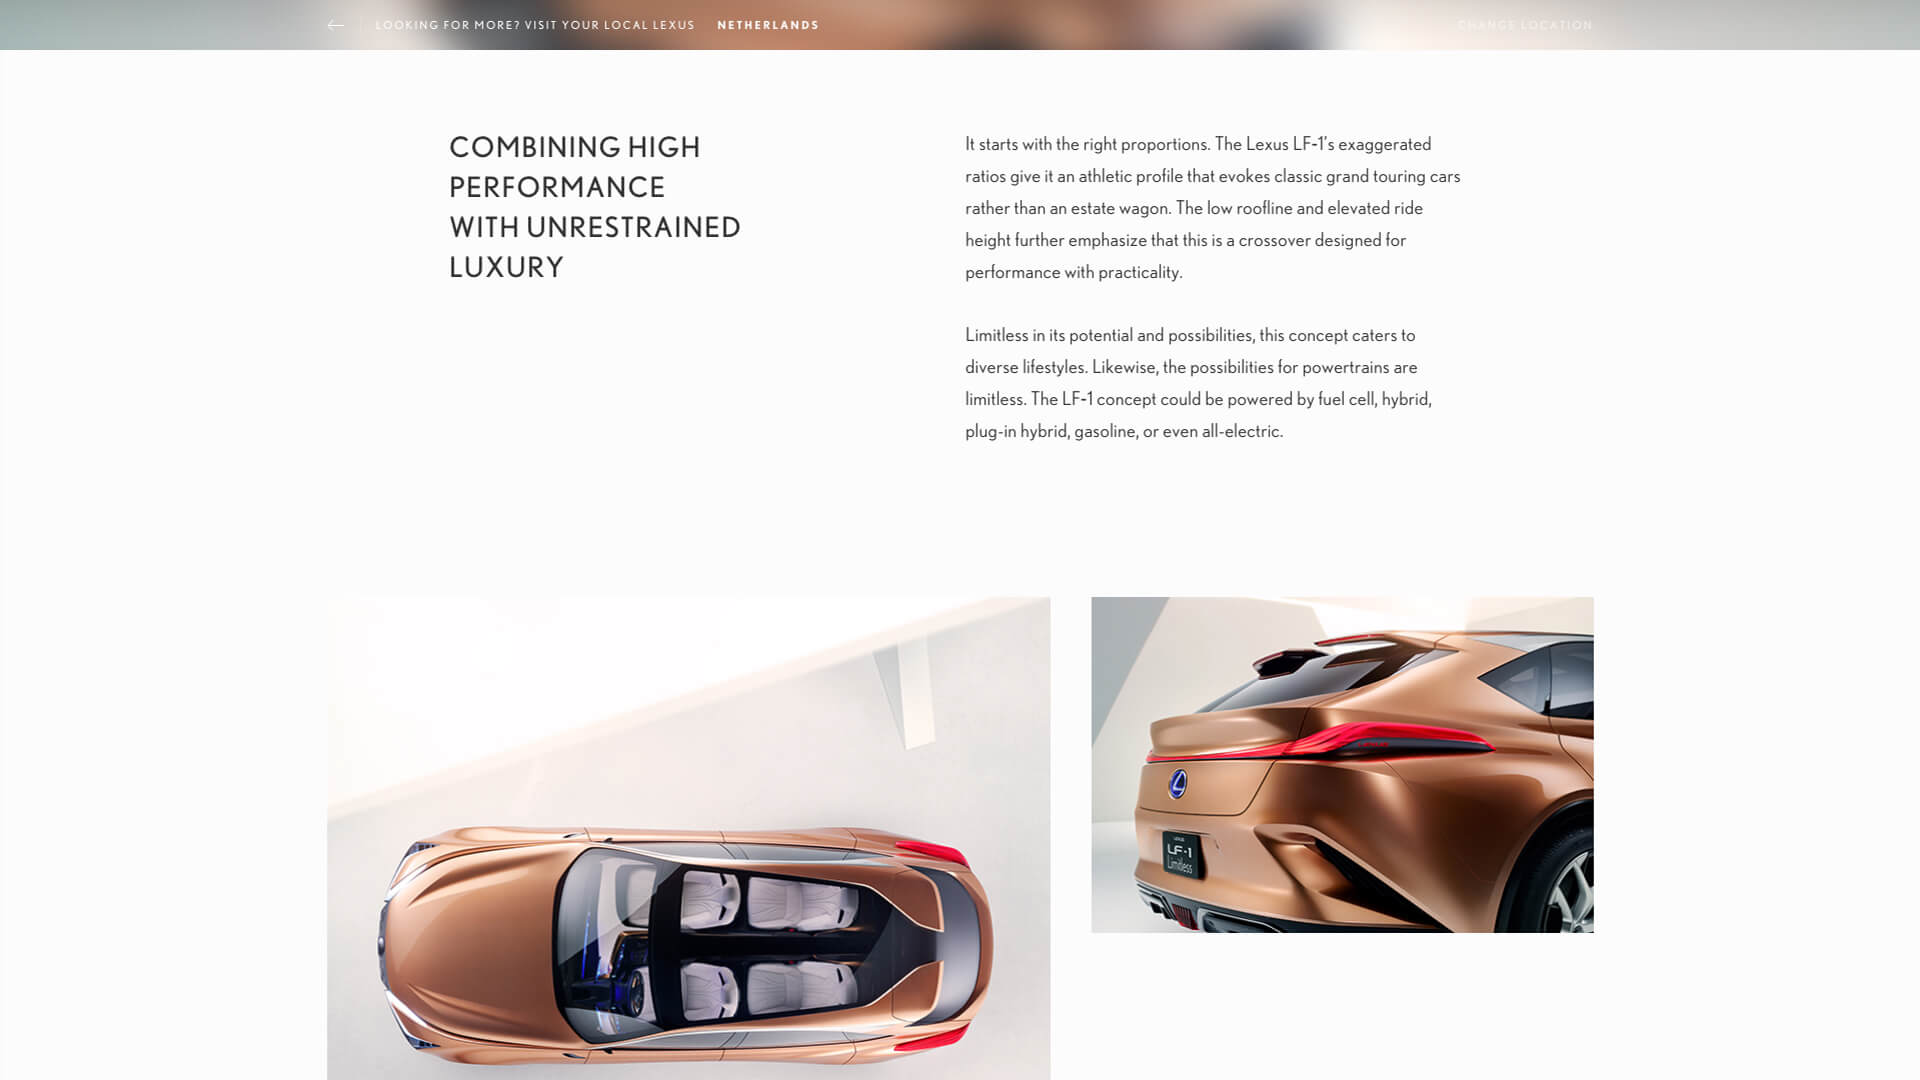 LOOKING FOR MORE? VISIT YOUR LOCAL LEXUS NETHERLANDS
CHANGE LOCATION
COMBINING HIGH
PERFORMANCE
WITH UNRESTRAINED
LUXURY
It starts with the right proportions. The Lexus LF-1’s exaggerated
ratios give it an athletic profile that evokes classic grand touring cars
rather than an estate wagon. The low roofline and elevated ride
height further emphasize that this is a crossover designed for
performance with practicality.
Limitless in its potential and possibilities, this concept caters to
diverse lifestyles. Likewise, the possibilities for powertrains are
limitless. The LF-1 concept could be powered by fuel cell, hybrid,
plug-in hybrid, gasoline, or even all-electric.
LEXUS
LF-1
Limitless